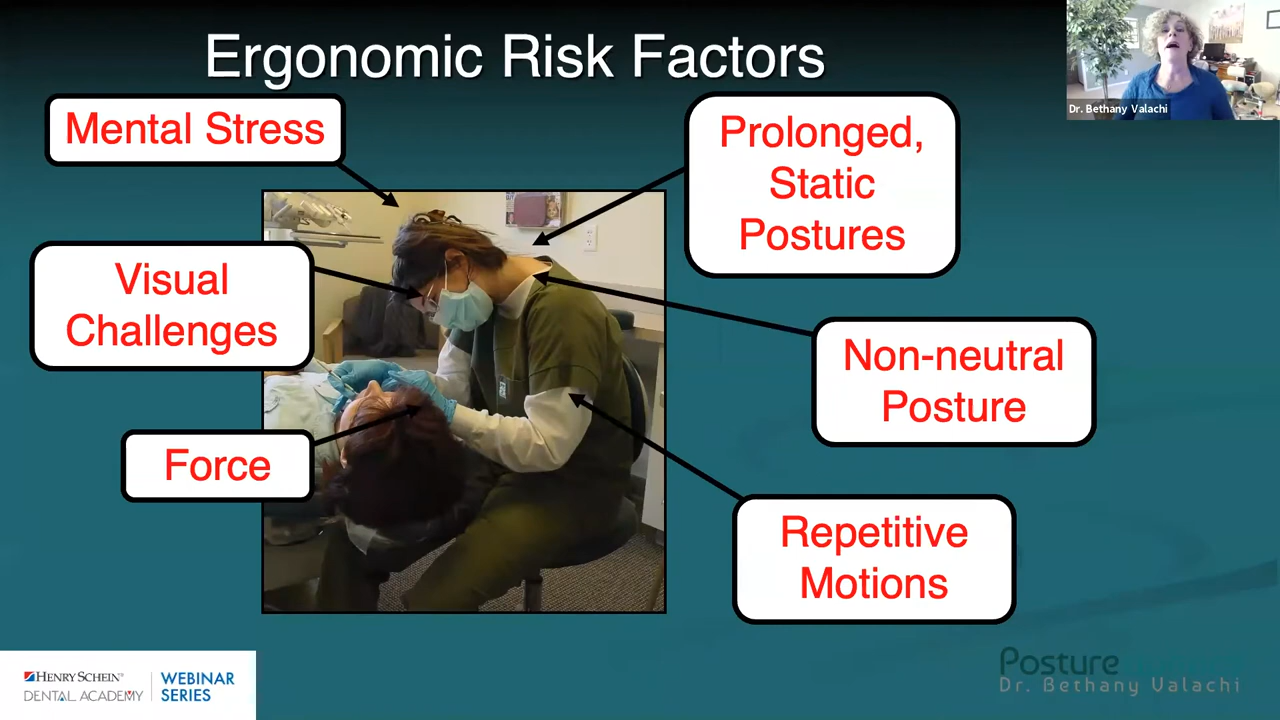 Ergonomic Risk Factors
Dr. Bethany Valachi
Mental Stress
Prolonged,
Static
Postures
Visual
Challenges
Non-neutral
Posture
Force
Repetitive
Motions
HENRY SCHEIN®
DENTAL ACADEMY
WEBINAR
SERIES
Posture
Dr. Bethany Valachi